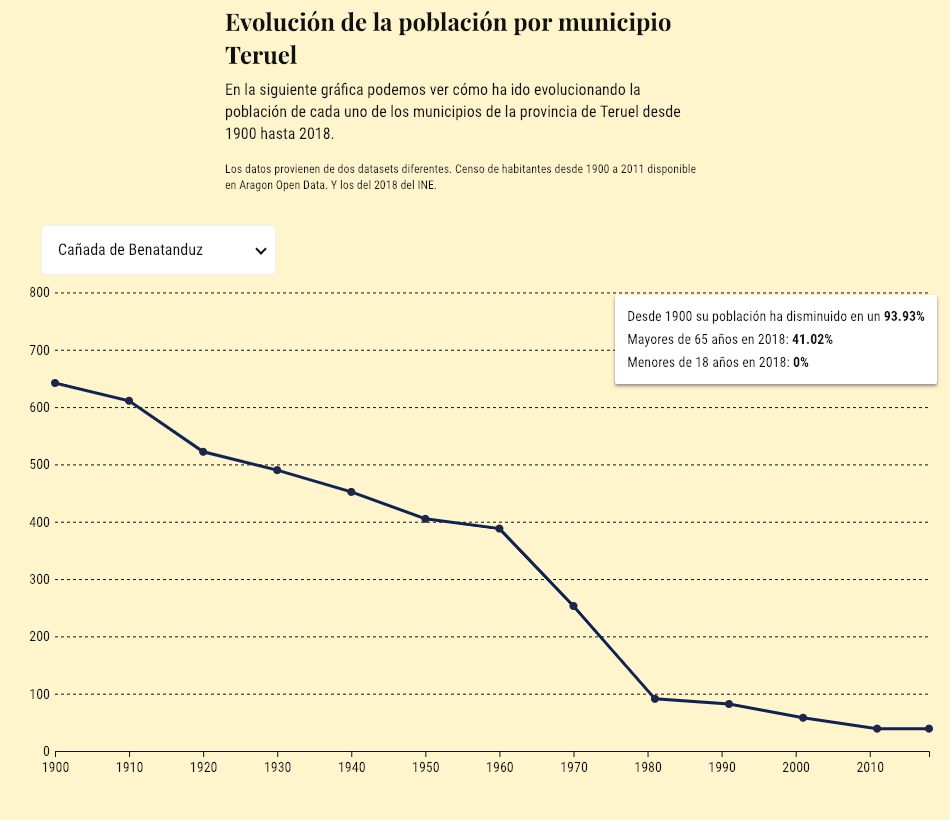 Evolución de la población por municipio
Teruel
En la siguiente gráfica podemos ver cómo ha ido evolucionando la
población de cada uno de los municipios de la provincia de Teruel desde
1900 hasta 2018.
Los datos provienen de dos datasets diferentes. Censo de habitantes desde 1900 a 2011 disponible
en Aragon Open Data. Y los del 2018 del INE.
Cañada de Benatanduz
800
Desde 1900 su población ha disminuido en un 93.93%
Mayores de 65 años en 2018: 41.02%
Menores de 18 años en 2018: 0%
700
600
500
400
300
200
100
0
1900 1910 1920 1930 1940 1950 1960 1970 1980 1990 2000 2010